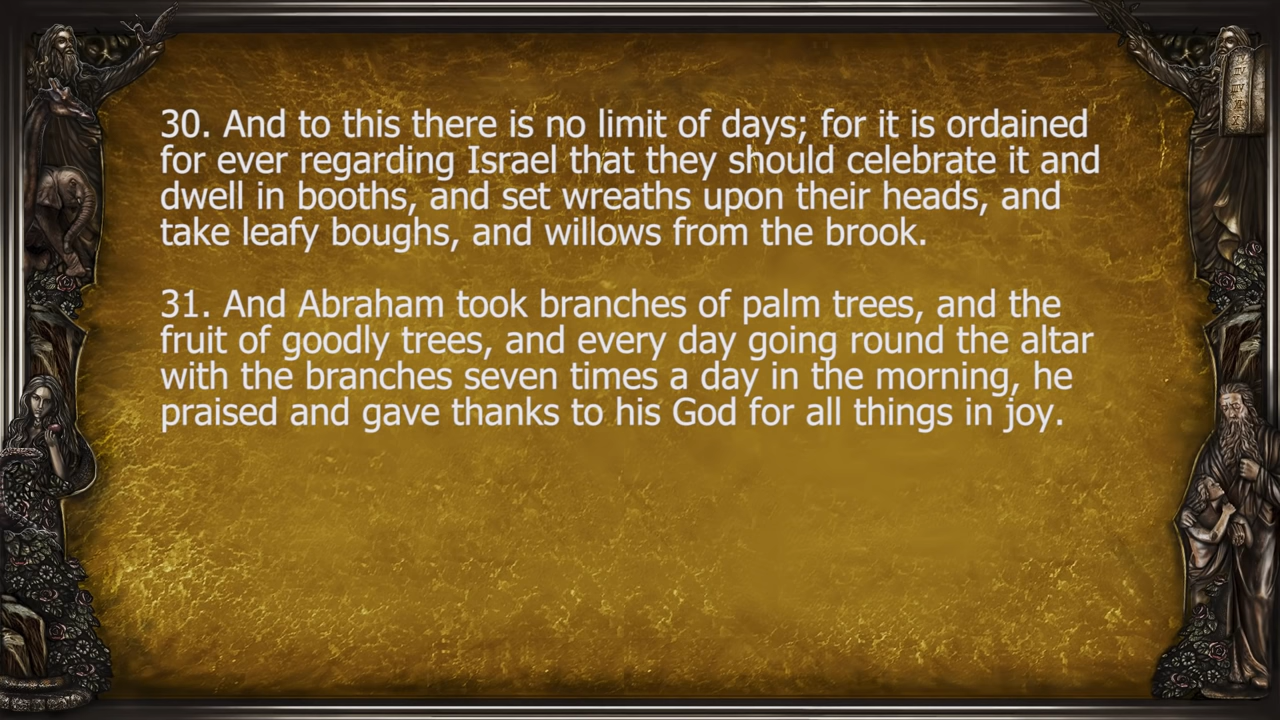 30. And to this there is no limit of days; for it is ordained
for ever regarding Israel that they should celebrate it and
dwell in booths, and set wreaths upon their heads, and
take leafy boughs, and willows from the brook.
31. And Abraham took branches of palm trees, and the
fruit of goodly trees, and every day going round the altar
with the branches seven times a day in the morning, he
praised and gave thanks to his God for all things in joy.